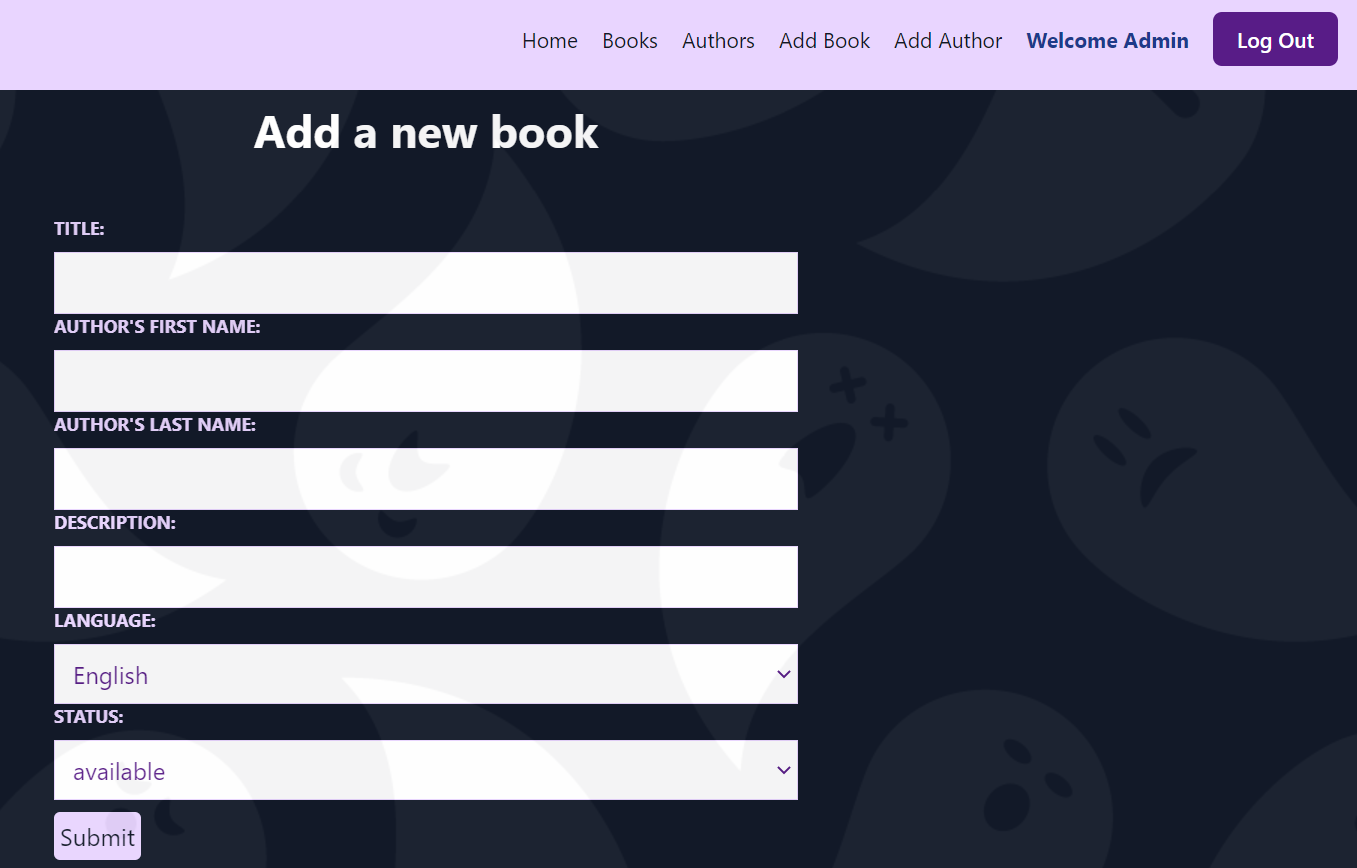 Home Books Authors Add Book Add Author Welcome Admin Log Out
Add a new book
TITLE:
AUTHOR'S FIRST NAME:
AUTHOR'S LAST NAME:
DESCRIPTION:
LANGUAGE:
English
STATUS:
available
Submit